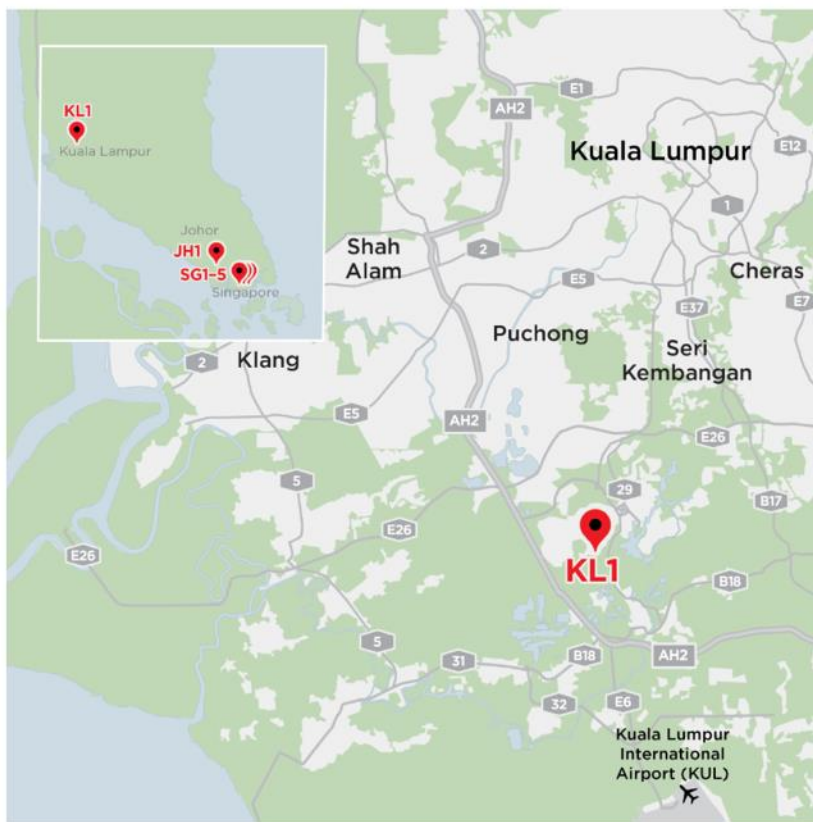 KL1
Kuala Lampur
Johor
JH1
SG1–5
Singapore
AH2
E1
Kuala Lumpur
E12
1
Shah
Alam
2
Cheras
E5
E7
E37
Puchong
Seri
Kembangan
2
Klang
E5
AH2
E26
5
29
B17
E26
E26
KL1
B18
5
31
B18
AH2
32
E6
Kuala Lumpur
International
Airport (KUL)